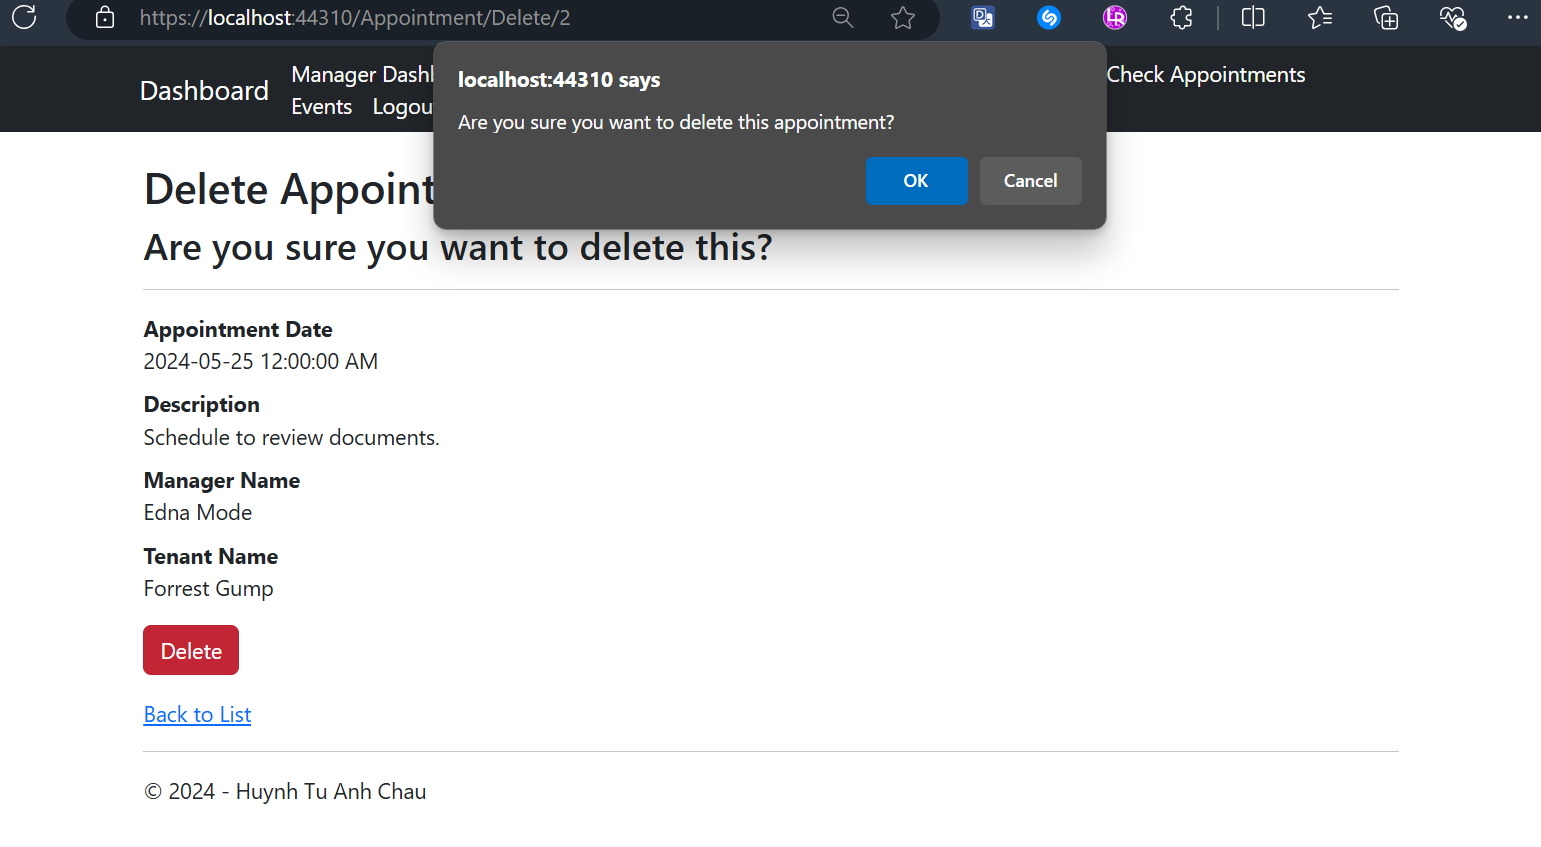 https://localhost:44310/Appointment/Delete/2
localhost:44310 says
Are you sure you want to delete this appointment?
OK
Cancel
Dashboard
Manager Dashl
Check Appointments
Events
Logou
Delete Appoint
Are you sure you want to delete this?
Appointment Date
2024-05-25 12:00:00 AM
Description
Schedule to review documents.
Manager Name
Edna Mode
Tenant Name
Forrest Gump
Delete
Back to List
© 2024 - Huynh Tu Anh Chau